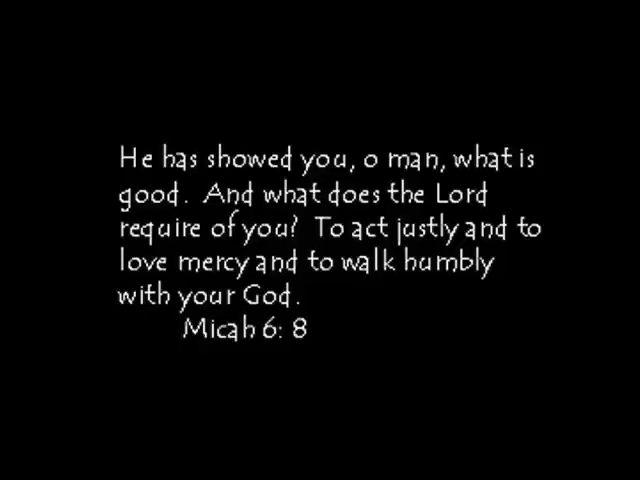 He has showed you, o man, what is
good.  And what does the Lord
require of you?  To act justly and to
love mercy and to walk humbly
with your God.
Micah 6: 8